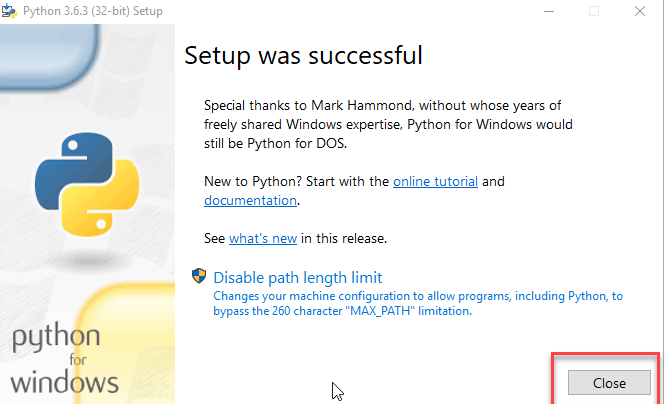 Python 3.6.3 (32-bit) Setup
Setup was successful
Special thanks to Mark Hammond, without whose years of
freely shared Windows expertise, Python for Windows would
still be Python for DOS.
New to Python? Start with the online tutorial and
documentation.
See what's new in this release.
Disable path length limit
Changes your machine configuration to allow programs, including Python, to
bypass the 260 character "MAX_PATH" limitation.
python
for
windows
Close